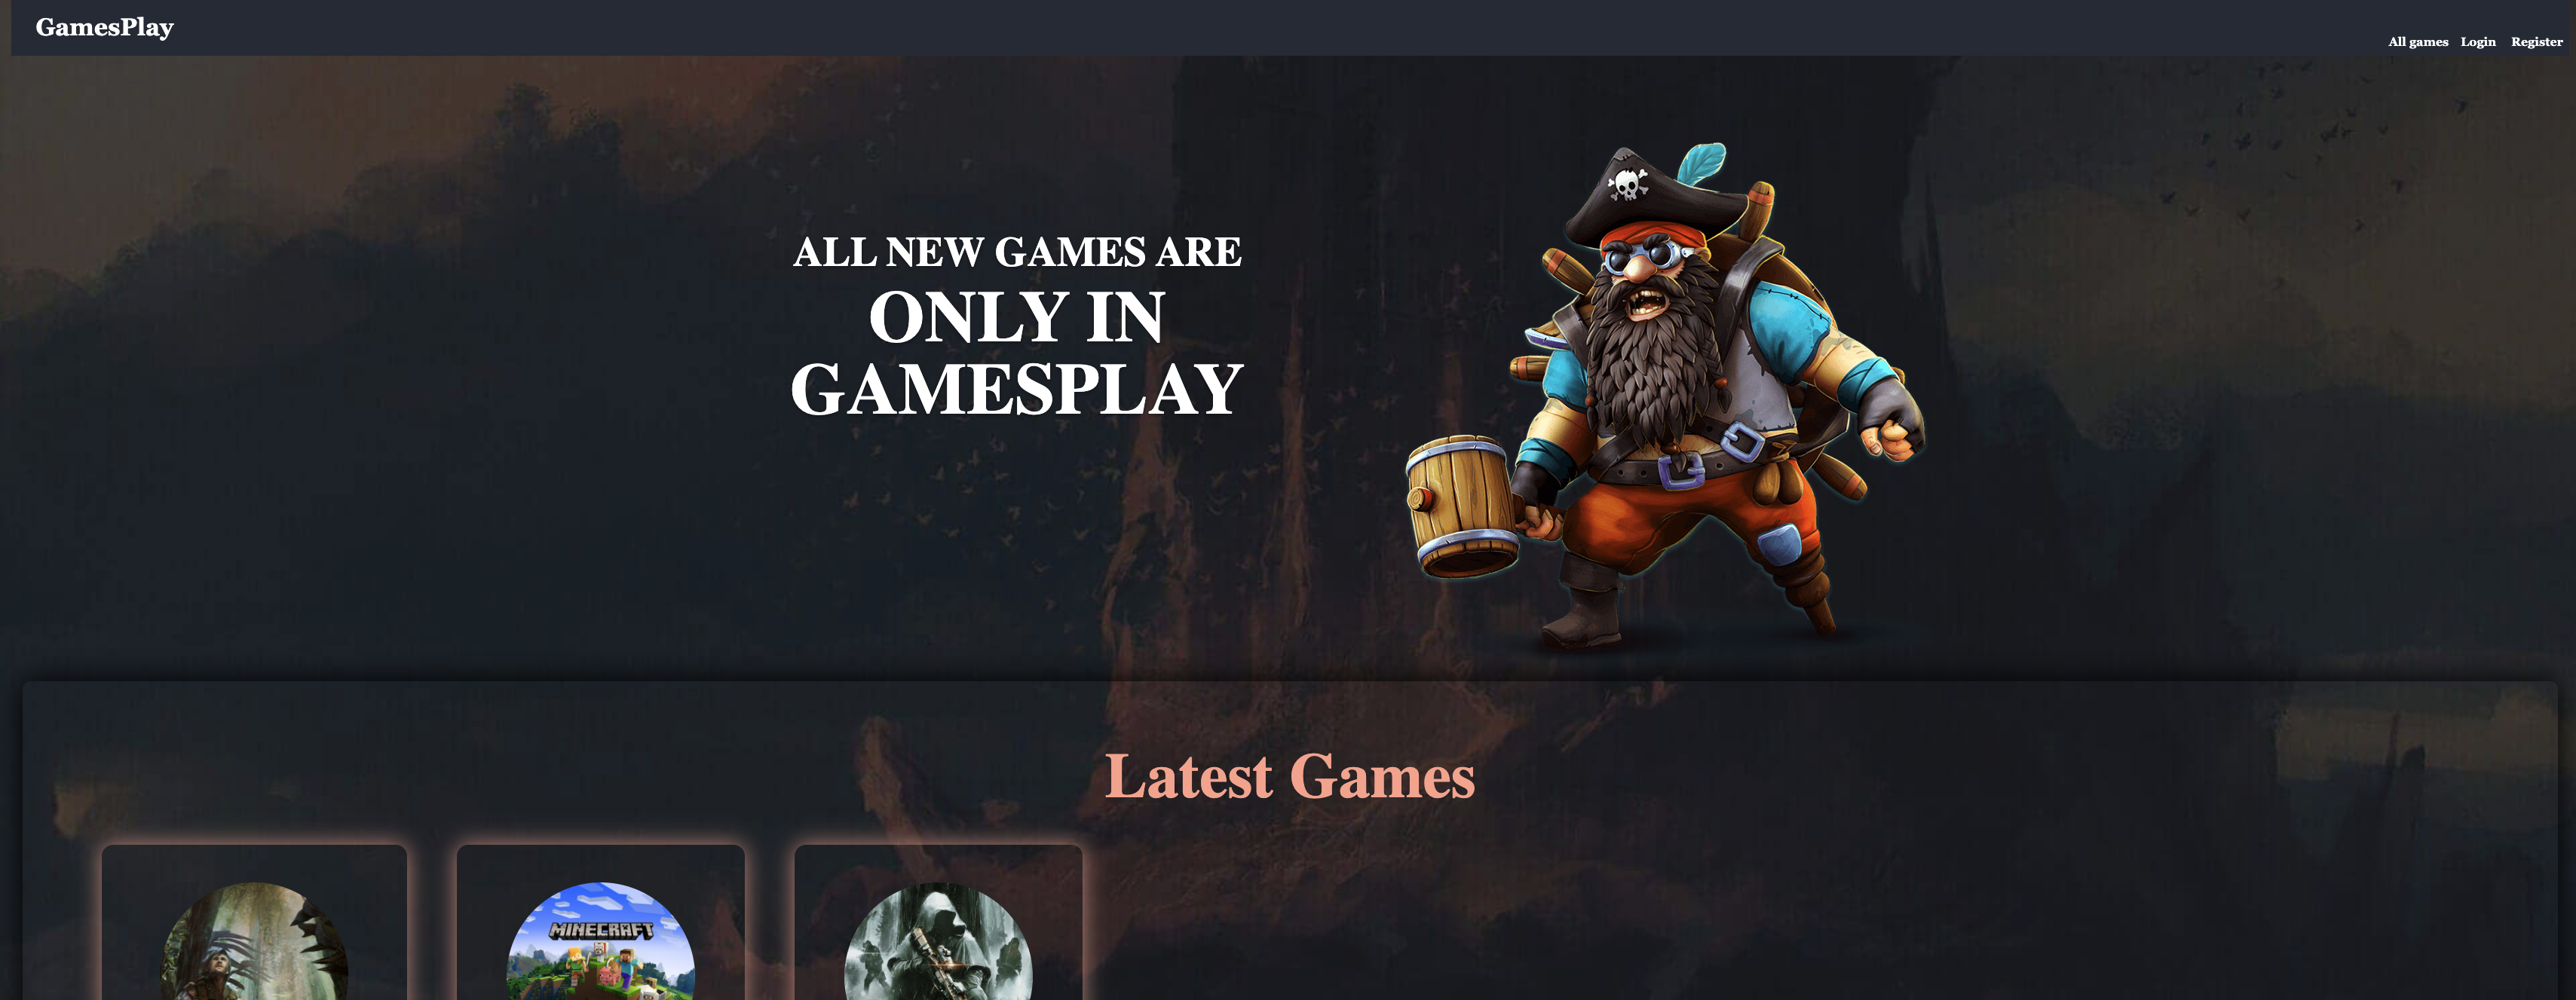 GamesPlay
All games Login Register
ALL NEW GAMES ARE
ONLY IN
GAMESPLAY
Latest Games
MINECRAFT